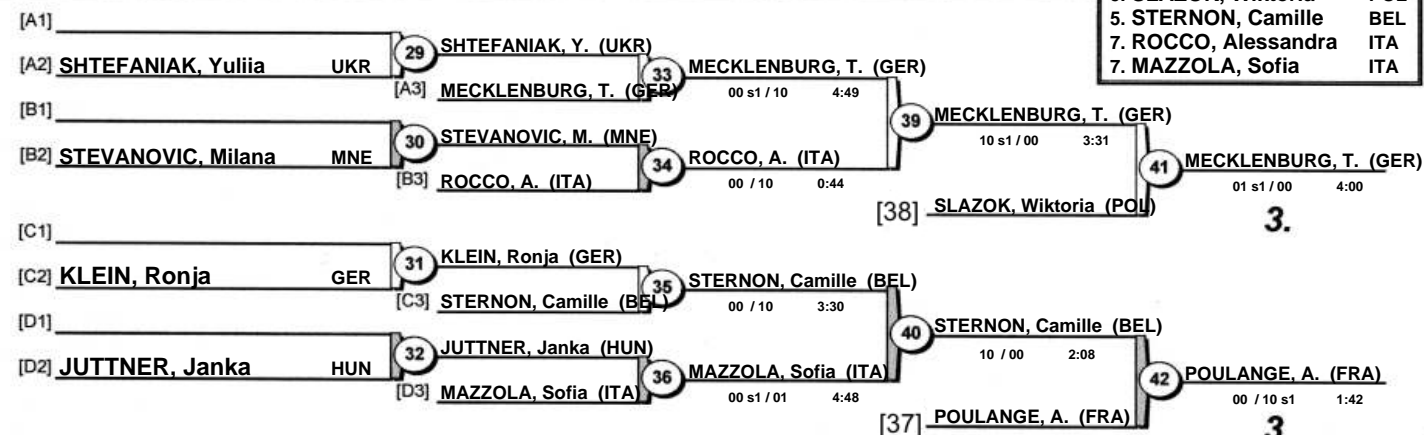 5. STERNON, Camille BEL
7. ROCCO, Alessandra ITA
7. MAZZOLA, Sofia ITA
[A1]
[A2] SHTEFANIAK, Yuliia UKR
29
SHTEFANIAK, Y. (UKR)
[A3] MECKLENBURG, T. (GER)
33
MECKLENBURG, T. (GER)
00 s1 / 10 4:49
[B1]
[B2] STEVANOVIC, Milana MNE
30
STEVANOVIC, M. (MNE)
[B3] ROCCO, A. (ITA)
34
ROCCO, A. (ITA)
00 / 10 0:44
39
MECKLENBURG, T. (GER)
10 s1 / 00 3:31
[38] SLAZOK, Wiktoria (POL)
41
MECKLENBURG, T. (GER)
01 s1 / 00 4:00
3.
[C1]
[C2] KLEIN, Ronja GER
31
KLEIN, Ronja (GER)
[C3] STERNON, Camille (BEL)
35
STERNON, Camille (BEL)
00 / 10 3:30
[D1]
[D2] JUTTNER, Janka HUN
32
JUTTNER, Janka (HUN)
[D3] MAZZOLA, Sofia (ITA)
36
MAZZOLA, Sofia (ITA)
00 s1 / 01 4:48
40
STERNON, Camille (BEL)
10 / 00 2:08
[37] POULANGE, A. (FRA)
42
POULANGE, A. (FRA)
00 / 10 s1 1:42
3